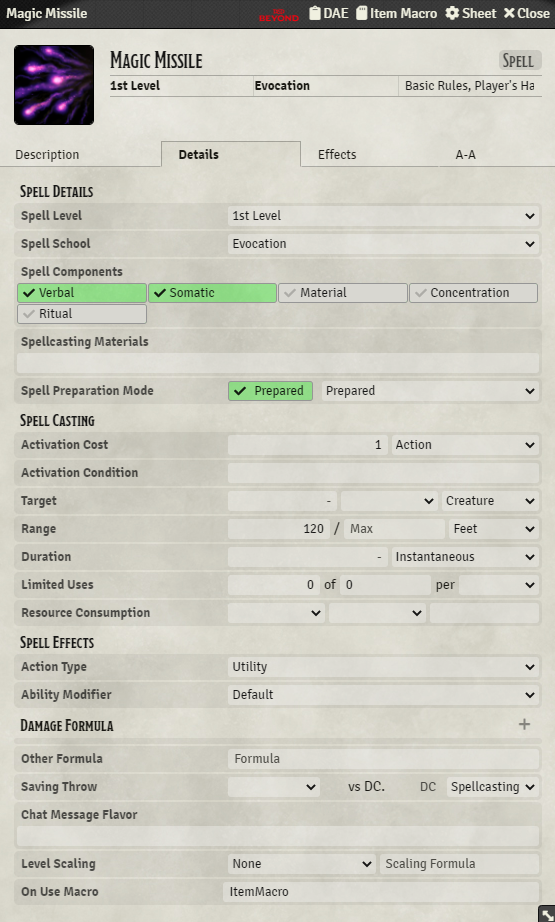 Magic Missile BEYOND DAE Item Macro Sheet Close
Magic Missile Spell
1st Level Evocation Basic Rules, Player's Ha
Description Details Effects A-A
Spell Details
Spell Level 1st Level
Spell School Evocation
Spell Components
Verbal Somatic Material Concentration
Ritual
Spellcasting Materials
Spell Preparation Mode Prepared Prepared
Spell Casting
Activation Cost 1 Action
Activation Condition
Target - Creature
Range 120 / Max Feet
Duration - Instantaneous
Limited Uses 0 of 0 per
Resource Consumption
Spell Effects
Action Type Utility
Ability Modifier Default
Damage Formula +
Other Formula Formula
Saving Throw vs DC. DC Spellcasting
Chat Message Flavor
Level Scaling None Scaling Formula
On Use Macro ItemMacro